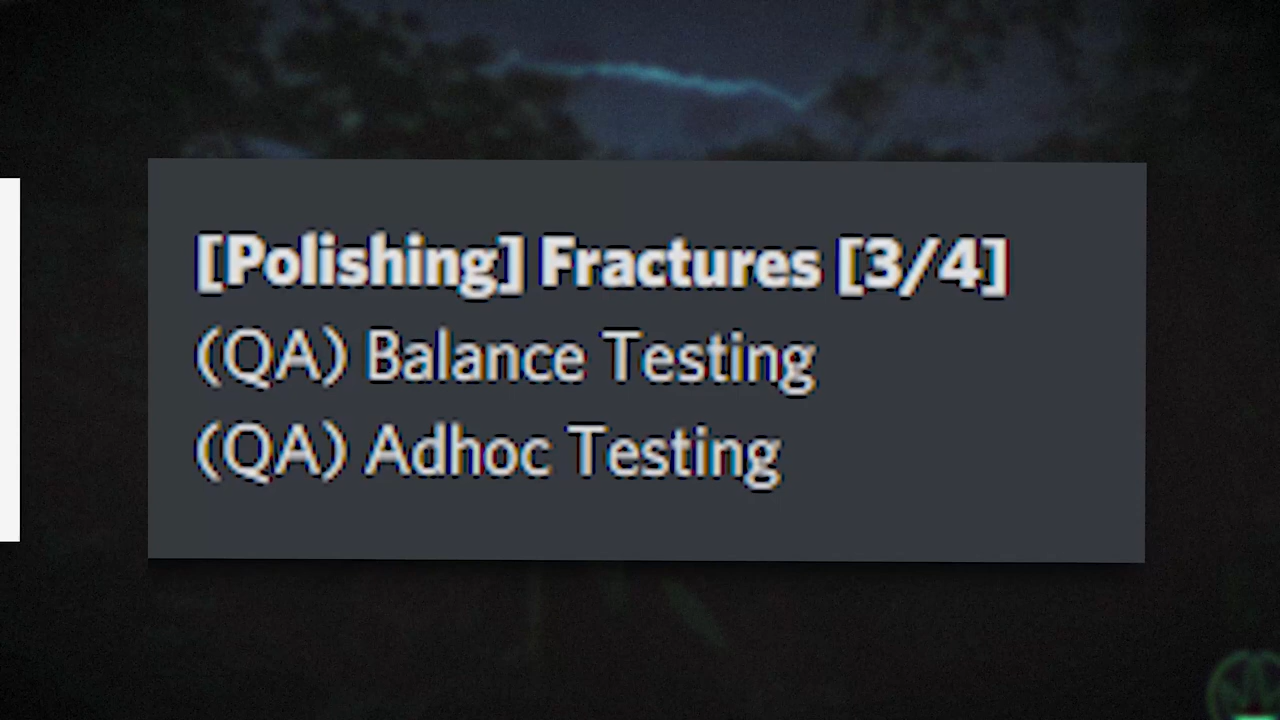 [Polishing] Fractures [3/4]
(QA) Balance Testing
(QA) Adhoc Testing